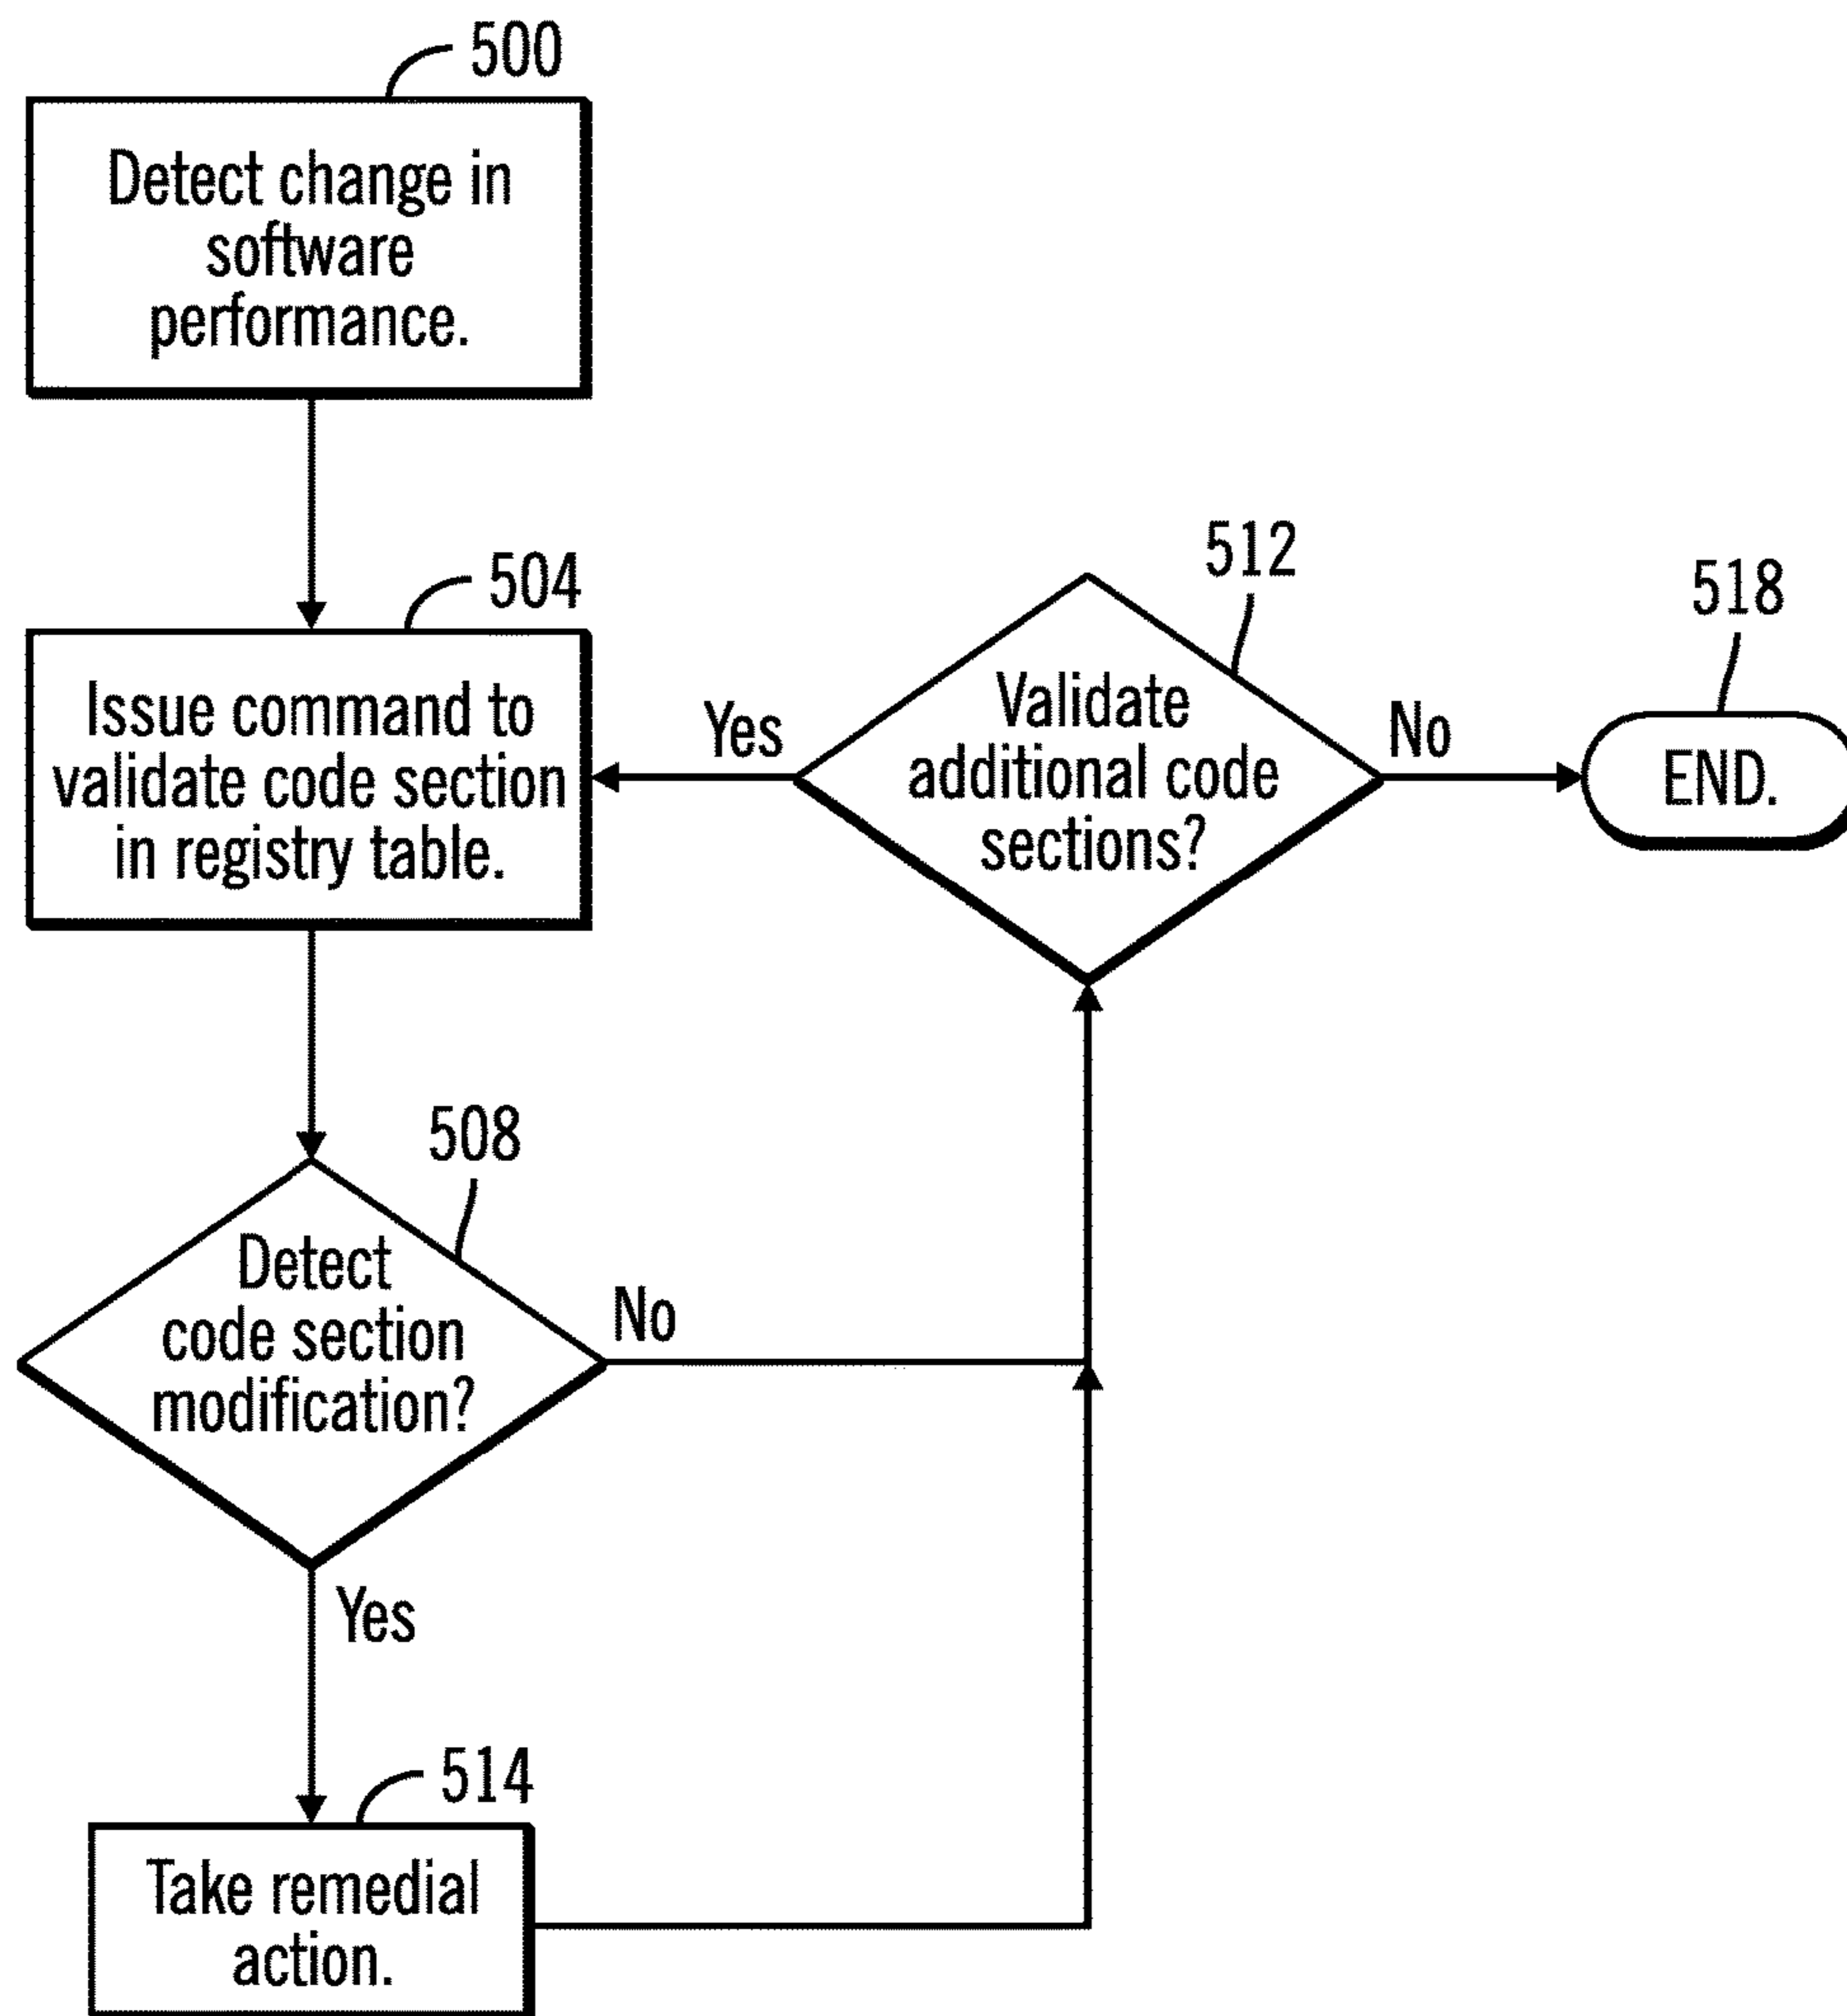 500
Detect change in
software
performance.
504
Issue command to
validate code section
in registry table.
512
Validate
additional code
sections?
Yes
No
518
END.
508
Detect
code section
modification?
No
Yes
514
Take remedial
action.